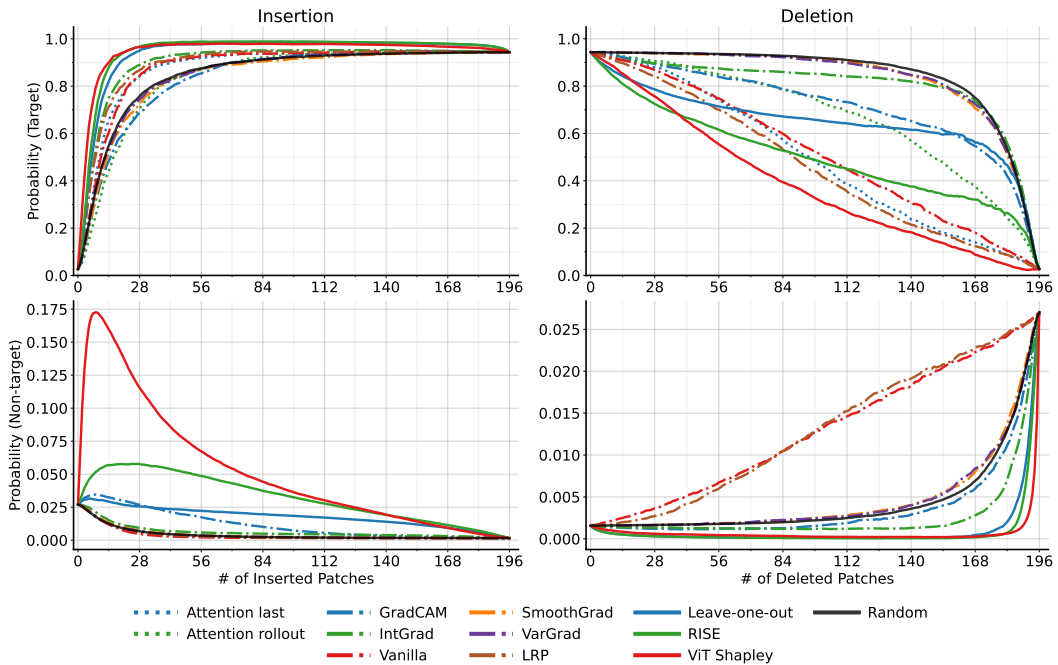 Insertion
Deletion
Probability (Target)
1.0
0.8
0.6
0.4
0.2
0.0
0 28 56 84 112 140 168 196
1.0
0.8
0.6
0.4
0.2
0.0
0 28 56 84 112 140 168 196
Probability (Non-target)
0.175
0.150
0.125
0.100
0.075
0.050
0.025
0.000
0 28 56 84 112 140 168 196
# of Inserted Patches
0.025
0.020
0.015
0.010
0.005
0.000
0 28 56 84 112 140 168 196
# of Deleted Patches
Attention last
Attention rollout
GradCAM
IntGrad
Vanilla
SmoothGrad
VarGrad
LRP
Leave-one-out
RISE
ViT Shapley
Random